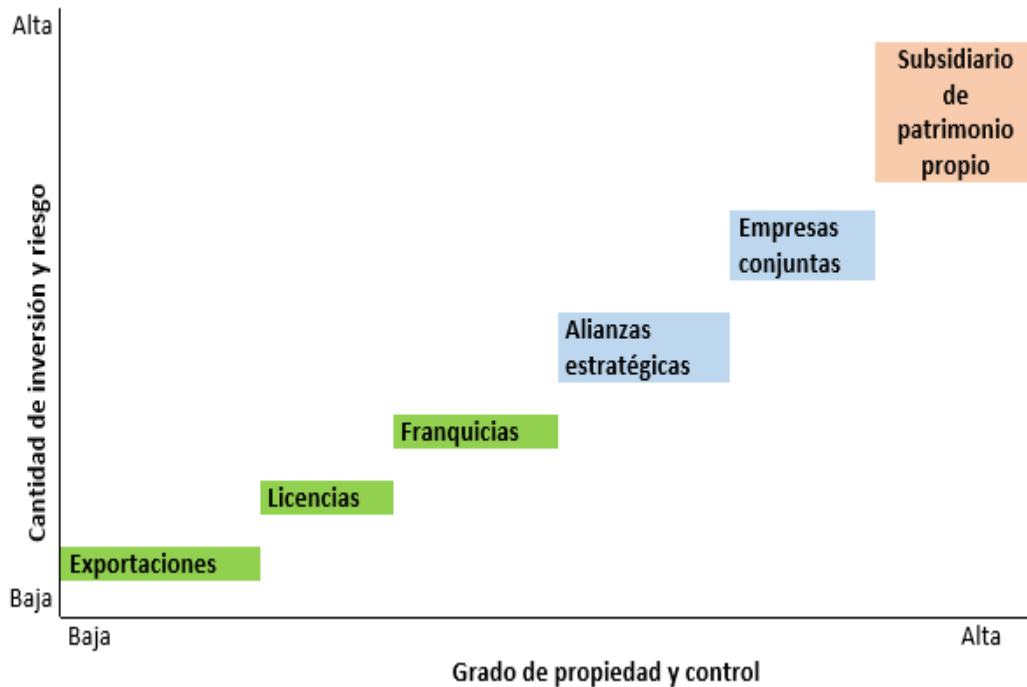 Alta
Subsidiario
de
patrimonio
propio
Empresas
conjuntas
Alianzas
estratégicas
Franquicias
Licencias
Exportaciones
Cantidad de inversión y riesgo
Baja
Baja
Alta
Grado de propiedad y control